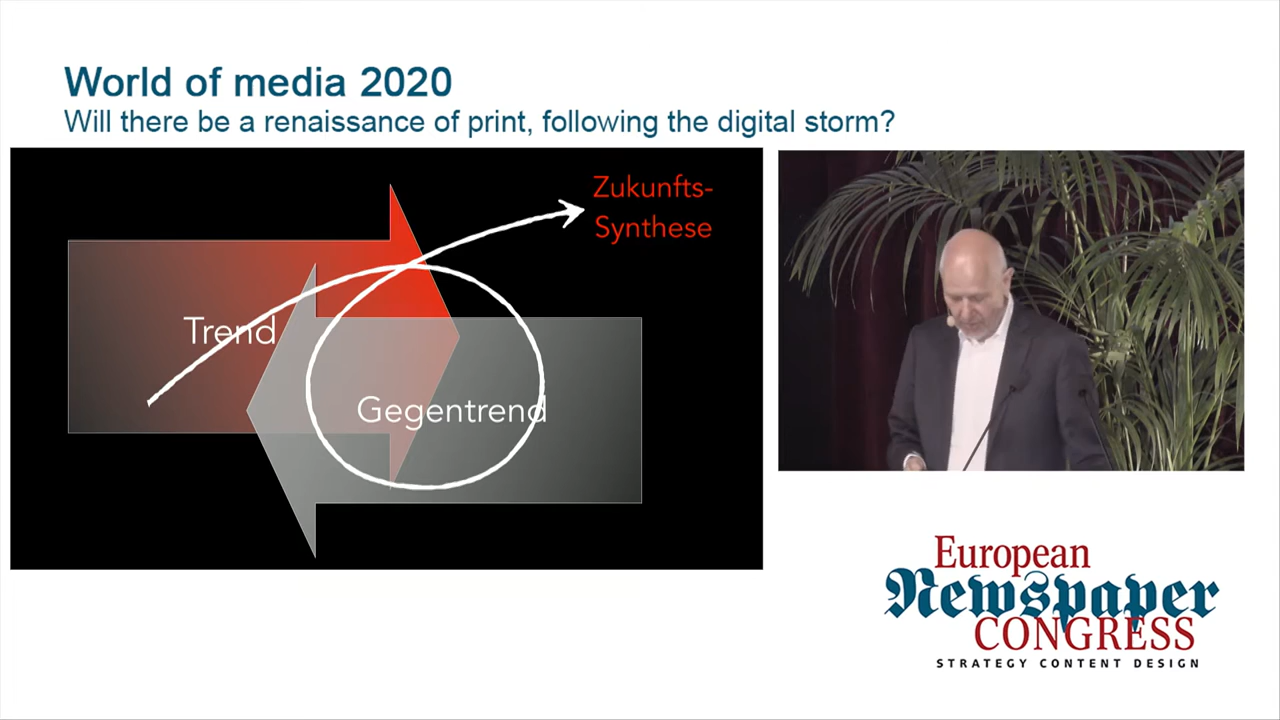 World of media 2020
Will there be a renaissance of print, following the digital storm?
Zukunfts-
Synthese
Trend
Gegentrend
European
Newspaper
CONGRESS
STRATEGY CONTENT DESIGN